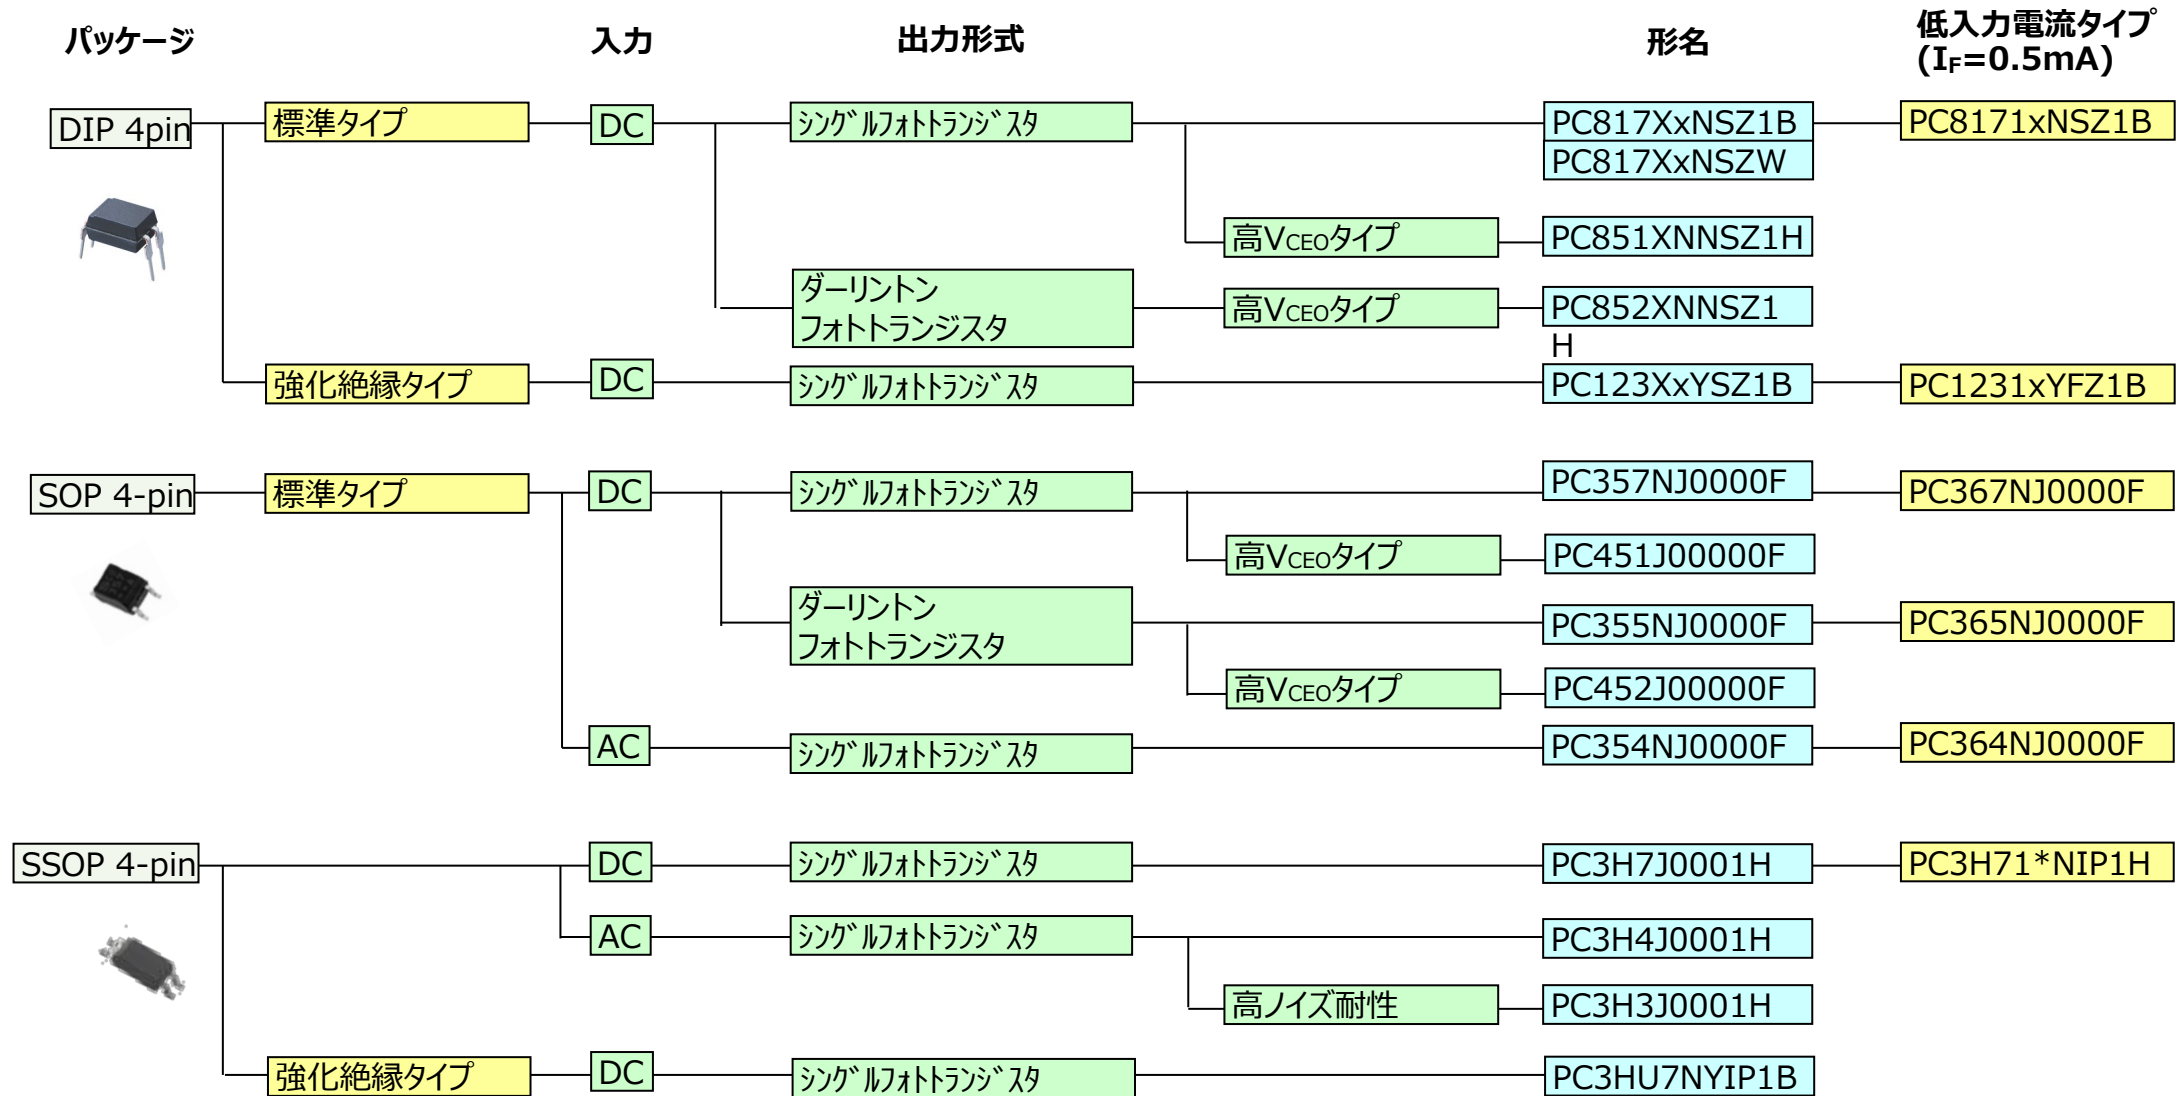 パッケージ 入力 出力形式 形名 低入力電流タイプ
(IF=0.5mA)
DIP 4pin 標準タイプ DC ｼﾝｸﾞﾙﾌｫﾄﾄﾗﾝｼﾞｽﾀ PC817XxNSZ1B PC8171xNSZ1B
PC817XxNSZW
高VCEOタイプ PC851XNNSZ1H
ダーリントン
フォトトランジスタ 高VCEOタイプ PC852XNNSZ1
H
強化絶縁タイプ DC ｼﾝｸﾞﾙﾌｫﾄﾄﾗﾝｼﾞｽﾀ PC123XxYSZ1B PC1231xYFZ1B
SOP 4-pin 標準タイプ DC ｼﾝｸﾞﾙﾌｫﾄﾄﾗﾝｼﾞｽﾀ PC357NJ0000F PC367NJ0000F
高VCEOタイプ PC451J00000F
ダーリントン
フォトトランジスタ PC355NJ0000F PC365NJ0000F
高VCEOタイプ PC452J00000F
AC ｼﾝｸﾞﾙﾌｫﾄﾄﾗﾝｼﾞｽﾀ PC354NJ0000F PC364NJ0000F
SSOP 4-pin DC ｼﾝｸﾞﾙﾌｫﾄﾄﾗﾝｼﾞｽﾀ PC3H7J0001H PC3H71*NIP1H
AC ｼﾝｸﾞﾙﾌｫﾄﾄﾗﾝｼﾞｽﾀ PC3H4J0001H
高ノイズ耐性 PC3H3J0001H
強化絶縁タイプ DC ｼﾝｸﾞﾙﾌｫﾄﾄﾗﾝｼﾞｽﾀ PC3HU7NYIP1B